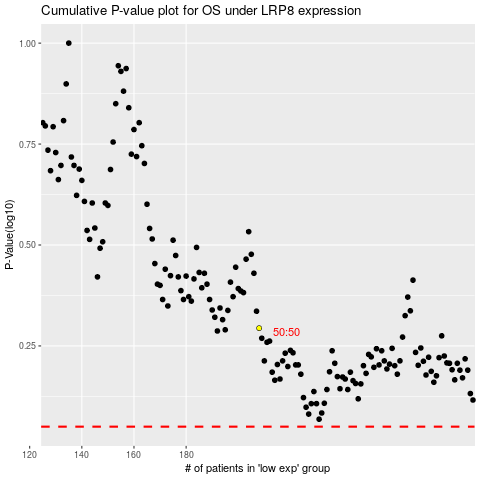 Cumulative P-value plot for OS under LRP8 expression
1.00
0.75
0.50
0.25
P-Value(log10)
50:50
120 140 160 180
# of patients in 'low exp' group